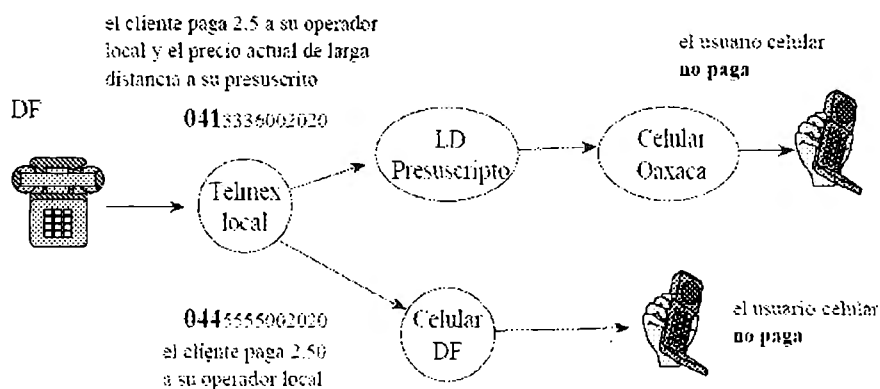 el cliente paga 2.5 a su operador
local y el precio actual de larga
distancia a su presuscrito
el usuario celular
no paga
DF
0413336002020
LD
Presuscripto
Celular
Oaxaca
Telmex
local
0445555002020
el cliente paga 2.50
a su operador local
Celular
DF
el usuario celular
no paga